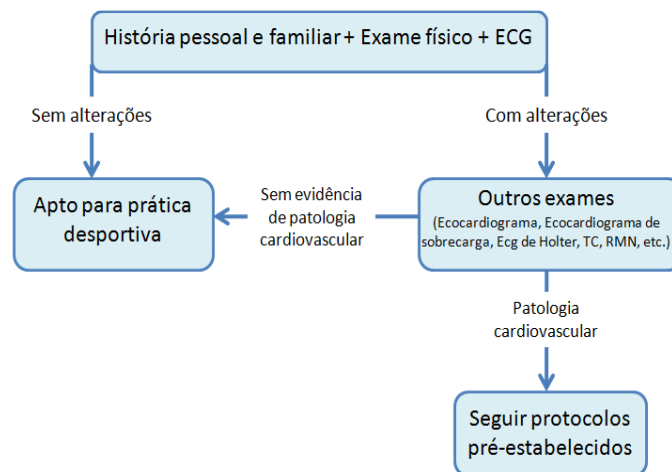 História pessoal e familiar + Exame físico + ECG
Sem alterações
Com alterações
Apto para prática
desportiva
Sem evidência
de patologia
cardiovascular
Outros exames
(Ecocardiograma, Ecocardiograma de
sobrecarga, Ecg de Holter, TC, RMN, etc.)
Patologia
cardiovascular
Seguir protocolos
pré-estabelecidos